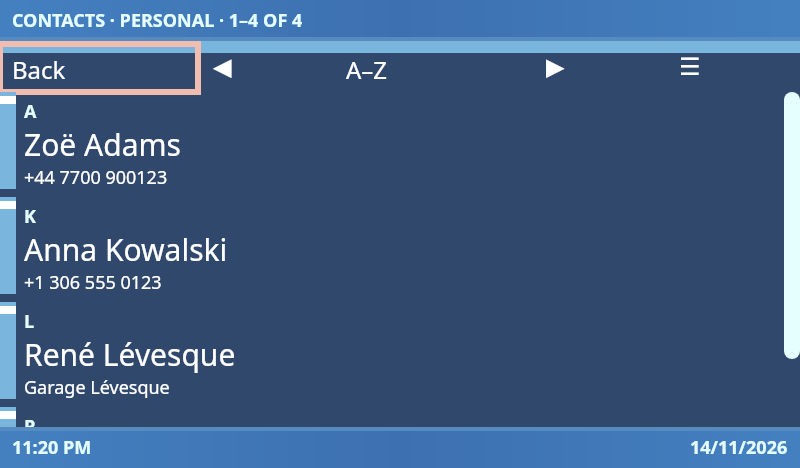 CONTACTS · PERSONAL · 1–4 OF 4
Back ◀ A–Z ▶ ☰
A
Zoë Adams
+44 7700 900123
K
Anna Kowalski
+1 306 555 0123
L
René Lévesque
Garage Lévesque
11:20 PM 14/11/2026